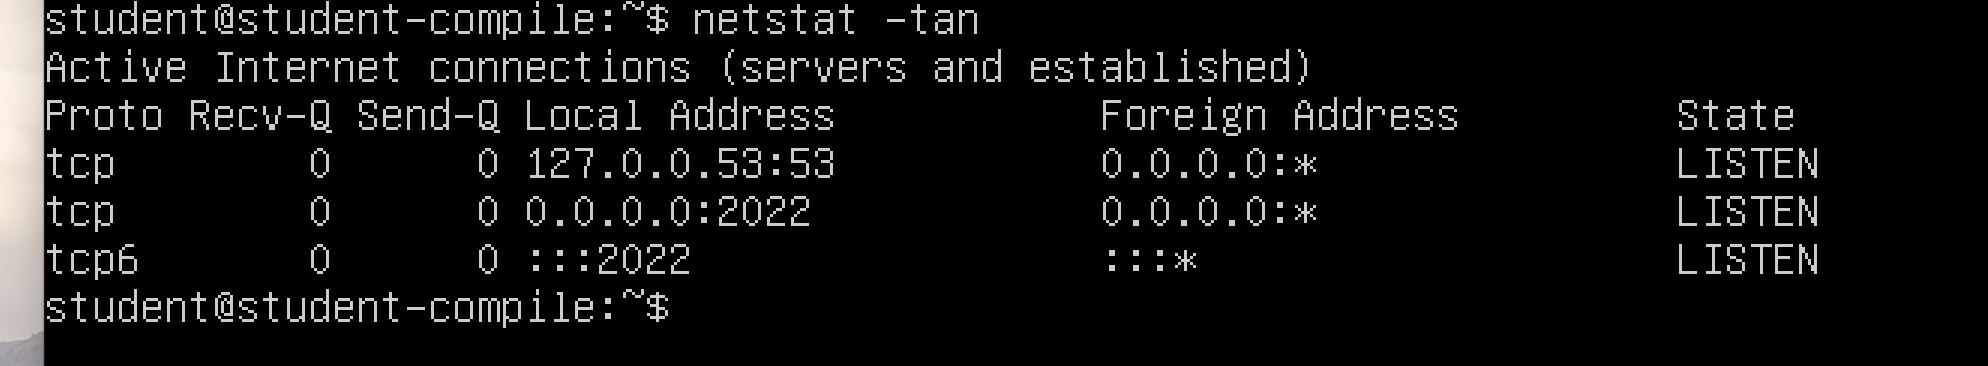 student@student-compile:~$ netstat -tan
Active Internet connections (servers and established)
Proto Recv-Q Send-Q Local Address           Foreign Address         State
tcp        0      0 127.0.0.53:53           0.0.0.0:*               LISTEN
tcp        0      0 0.0.0.0:2022            0.0.0.0:*               LISTEN
tcp6       0      0 :::2022                 :::*                    LISTEN
student@student-compile:~$